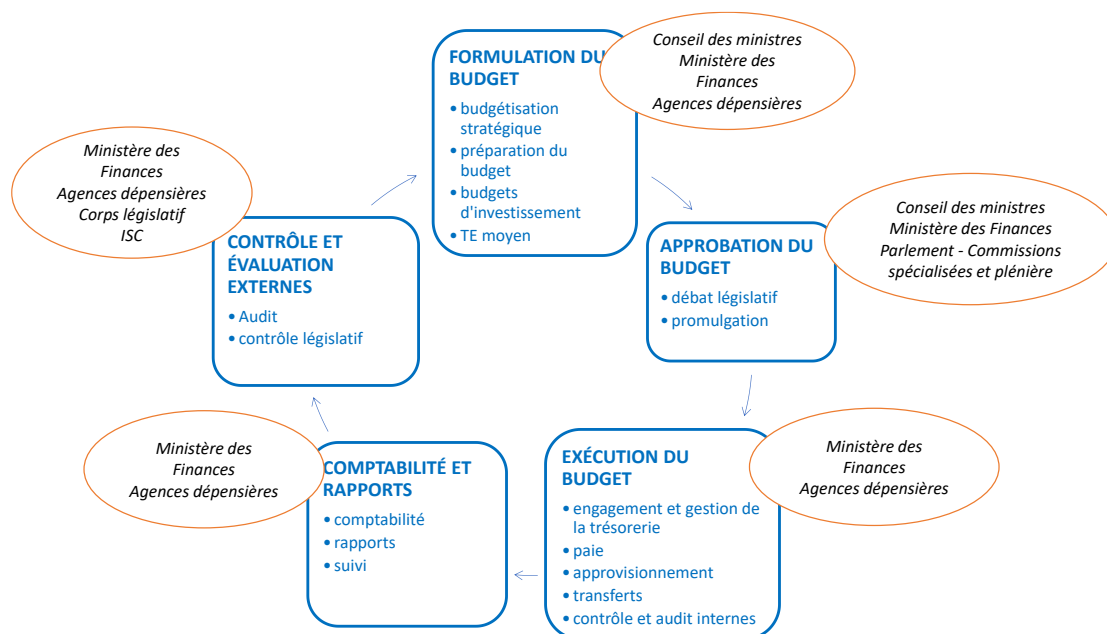 FORMULATION DU
BUDGET
• budgétisation
stratégique
• préparation du
budget
• budgets
d'investissement
• TE moyen
Conseil des ministres
Ministère des
Finances
Agences dépensières
APPROBATION DU
BUDGET
• débat législatif
• promulgation
Conseil des ministres
Ministère des Finances
Parlement - Commissions
spécialisées et plénière
EXÉCUTION DU
BUDGET
• engagement et gestion de
la trésorerie
• paie
• approvisionnement
• transferts
• contrôle et audit internes
Ministère des
Finances
Agences dépensières
COMPTABILITÉ ET
RAPPORTS
• comptabilité
• rapports
• suivi
Ministère des
Finances
Agences dépensières
CONTRÔLE ET
ÉVALUATION
EXTERNES
• Audit
• contrôle législatif
Ministère des
Finances
Agences dépensières
Corps législatif
ISC